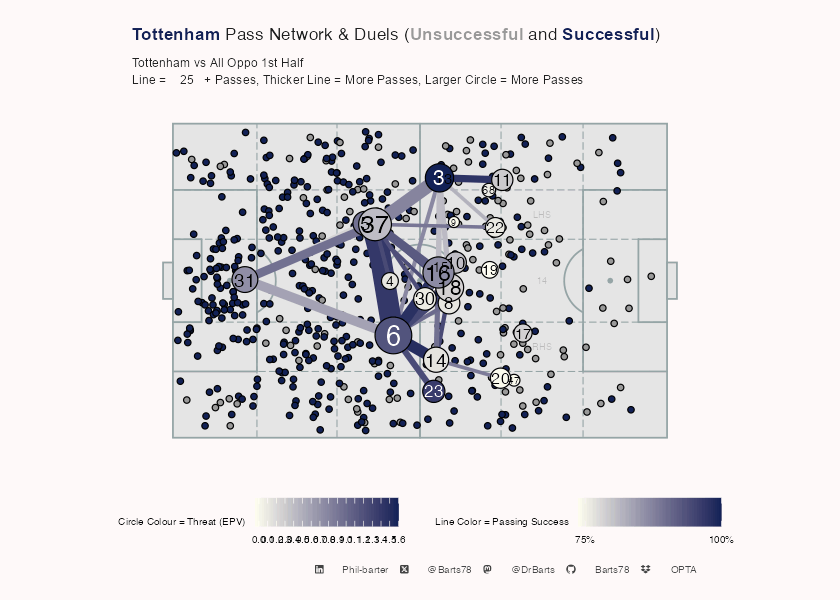 Tottenham Pass Network & Duels (Unsuccessful and Successful)
Tottenham vs All Oppo 1st Half
Line = 25 + Passes, Thicker Line = More Passes, Larger Circle = More Passes
3
11
58
LHS
9
37
22
10
16
19
31
4
14
18
30
8
6
17
RHS
14
20
23
Circle Colour = Threat (EPV)
Line Color = Passing Success
75%
100%
Phil-barter @Barts78 @DrBarts Barts78 OPTA